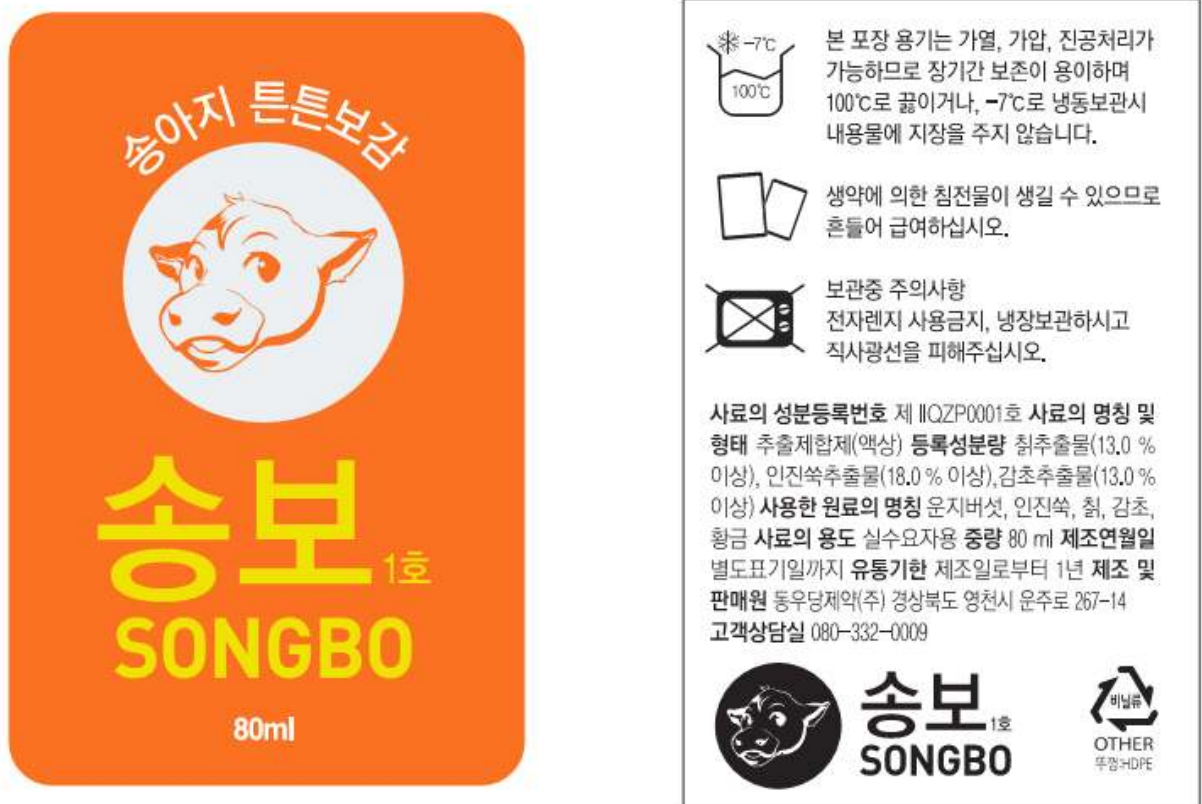 송아지 튼튼보감
송보 1호
SONGBO
80ml
-7℃
100℃
본 포장 용기는 가열, 가압, 진공처리가
가능하므로 장기간 보존이 용이하며
100℃로 끓이거나, -7℃로 냉동보관시
내용물에 지장을 주지 않습니다.
생약에 의한 침전물이 생길 수 있으므로
흔들어 급여하십시오.
보관중 주의사항
전자렌지 사용금지, 냉장보관하시고
직사광선을 피해주십시오.
사료의 성분등록번호 제 IIQZP0001호 사료의 명칭 및
형태 추출제합제(액상) 등록성분량 칡추출물(13.0 %
이상), 인진쑥추출물(18.0 % 이상),감초추출물(13.0 %
이상) 사용한 원료의 명칭 운지버섯, 인진쑥, 칡, 감초,
황금 사료의 용도 실수요자용 중량 80 ml 제조연월일
별도표기일까지 유통기한 제조일로부터 1년 제조 및
판매원 동우당제약(주) 경상북도 영천시 운주로 267-14
고객상담실 080-332-0009
송보 1호
SONGBO
비닐류
OTHER
뚜껑:HDPE